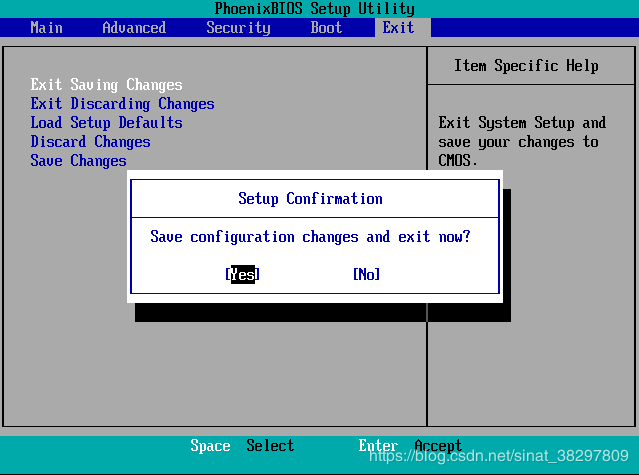 PhoenixBIOS Setup Utility
Main Advanced Security Boot Exit
Item Specific Help
Exit Saving Changes
Exit Discarding Changes
Load Setup Defaults
Discard Changes
Save Changes
Exit System Setup and
save your changes to
CMOS.
Setup Confirmation
Save configuration changes and exit now?
[Yes] [No]
Space Select Enter Accept
https://blog.csdn.net/sinat_38297809